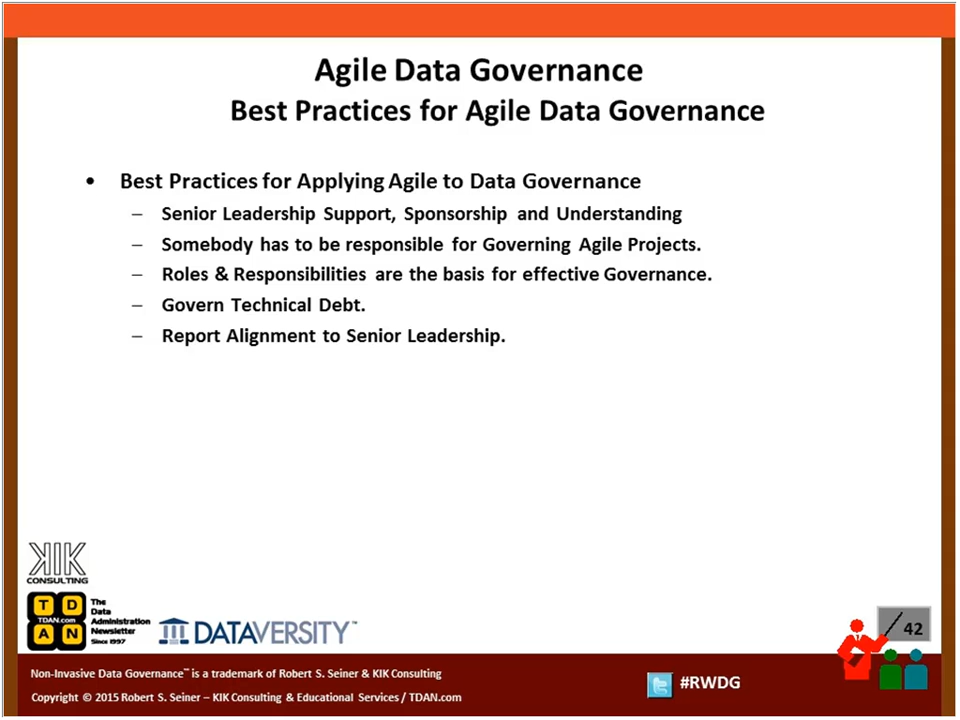 Agile Data Governance
Best Practices for Agile Data Governance
• Best Practices for Applying Agile to Data Governance
– Senior Leadership Support, Sponsorship and Understanding
– Somebody has to be responsible for Governing Agile Projects.
– Roles & Responsibilities are the basis for effective Governance.
– Govern Technical Debt.
– Report Alignment to Senior Leadership.
KIK
CONSULTING
T D
TDAN.com
A N
The
Data
Administration
Newsletter
Since 1997
DATAVERSITY™
42
Non-Invasive Data Governance™ is a trademark of Robert S. Seiner & KIK Consulting
Copyright © 2015 Robert S. Seiner – KIK Consulting & Educational Services / TDAN.com
#RWDG